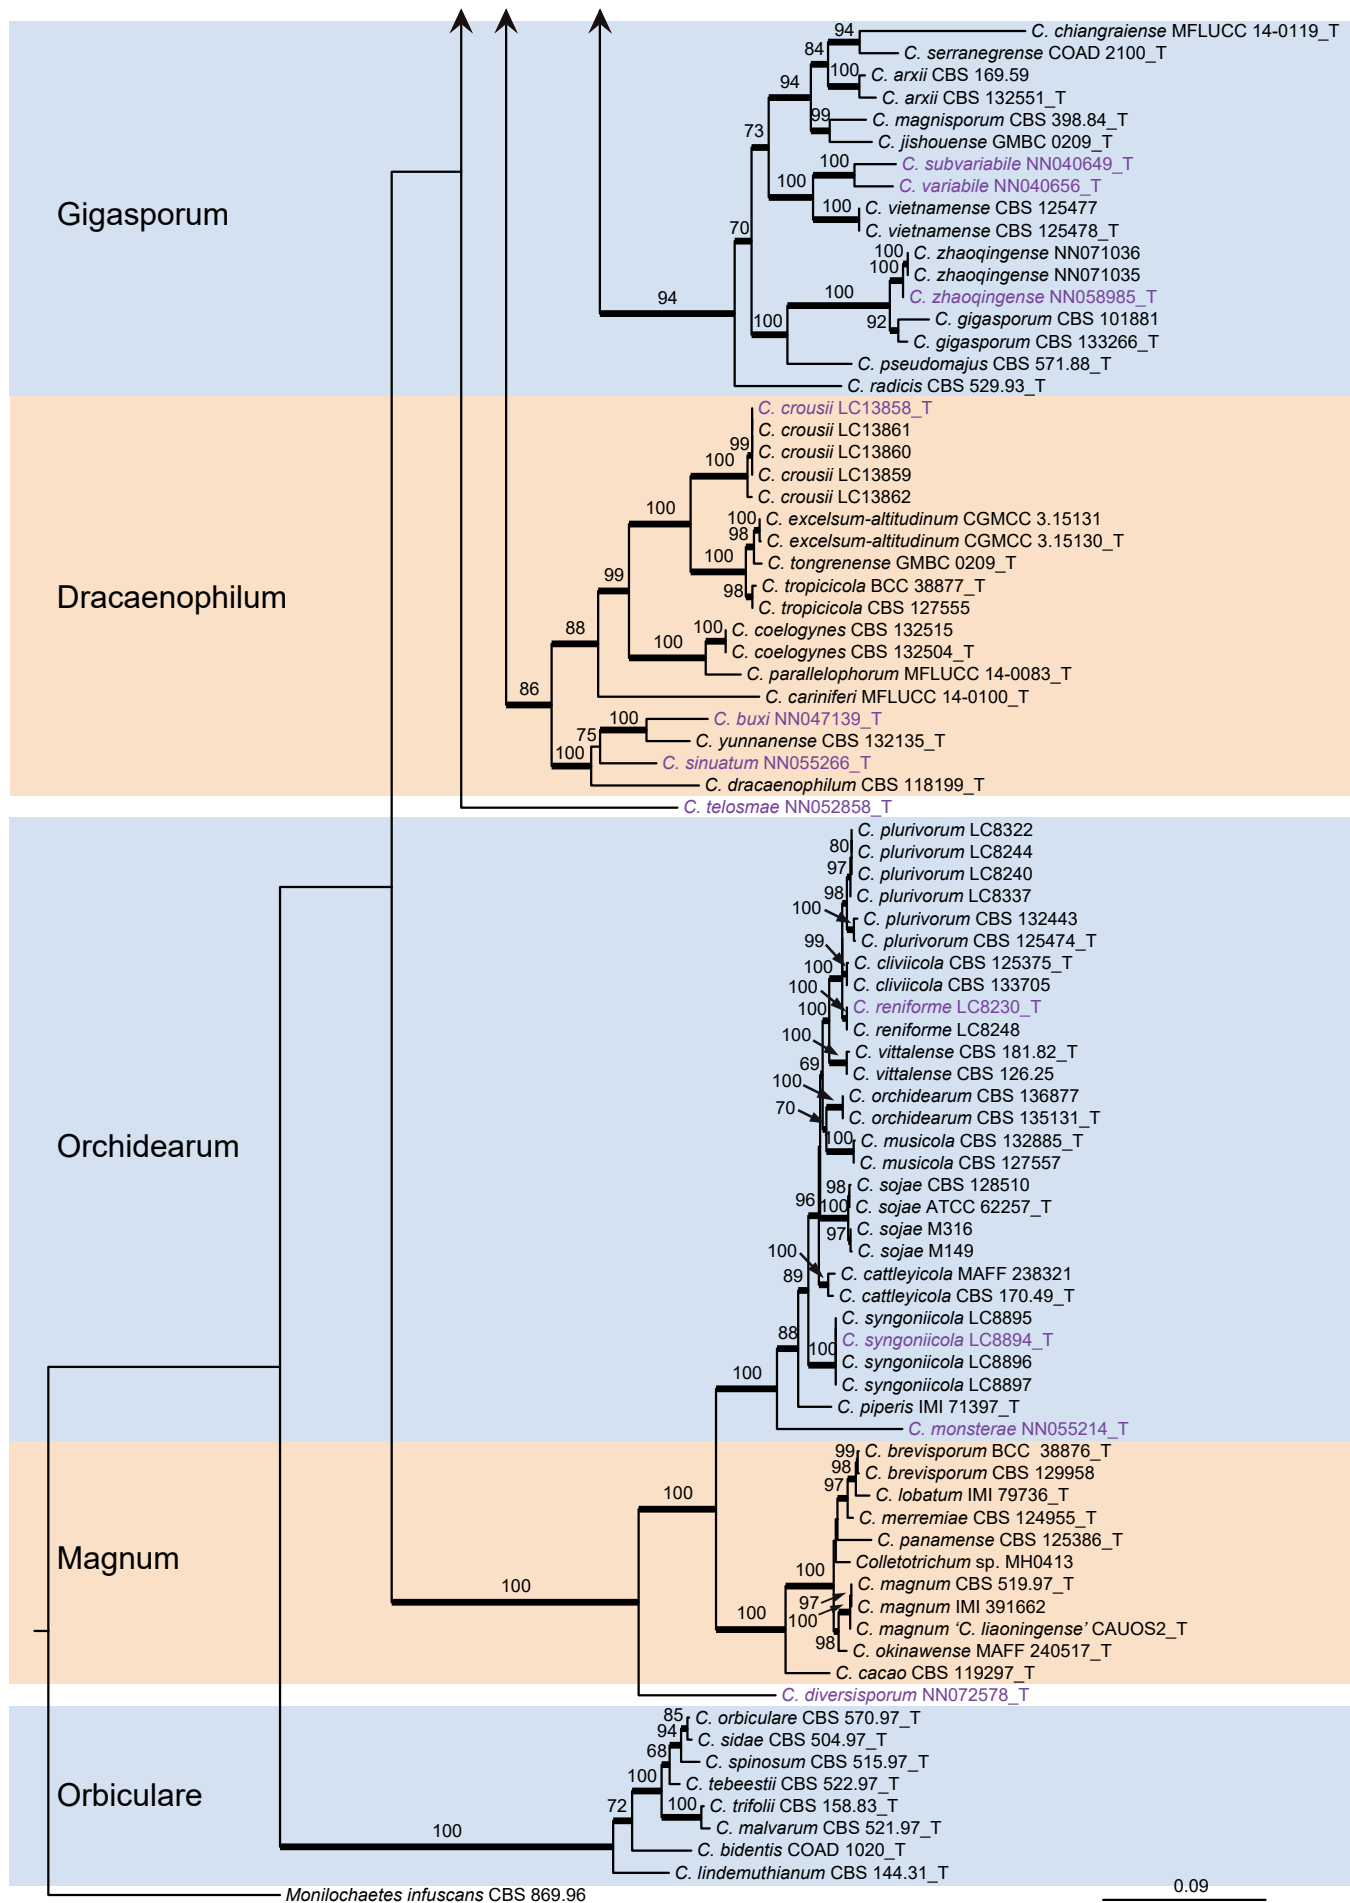 94
C. chiangraiense MFLUCC 14-0119_T
84
C. serranegrense COAD 2100_T
100
C. arxii CBS 169.59
94
C. arxii CBS 132551_T
99
C. magnisporum CBS 398.84_T
73
C. jishouense GMBC 0209_T
100
C. subvariabile NN040649_T
100
C. variabile NN040656_T
Gigasporum
100
C. vietnamense CBS 125477
70
C. vietnamense CBS 125478_T
100
C. zhaoqingense NN071036
100
C. zhaoqingense NN071035
94
100
C. zhaoqingense NN058985_T
100
92
C. gigasporum CBS 101881
C. gigasporum CBS 133266_T
C. pseudomajus CBS 571.88_T
C. radicis CBS 529.93_T
C. crousii LC13858_T
C. crousii LC13861
99
C. crousii LC13860
100
C. crousii LC13859
C. crousii LC13862
100
100
C. excelsum-altitudinum CGMCC 3.15131
98
C. excelsum-altitudinum CGMCC 3.15130_T
100
C. tongrenense GMBC 0209_T
99
98
C. tropicicola BCC 38877_T
Dracaenophilum
C. tropicicola CBS 127555
88
100
100
C. coelogynes CBS 132515
C. coelogynes CBS 132504_T
C. parallelophorum MFLUCC 14-0083_T
86
C. cariniferi MFLUCC 14-0100_T
100
C. buxi NN047139_T
75
C. yunnanense CBS 132135_T
100
C. sinuatum NN055266_T
C. dracaenophilum CBS 118199_T
C. telosmae NN052858_T
C. plurivorum LC8322
80
C. plurivorum LC8244
97
C. plurivorum LC8240
98
C. plurivorum LC8337
100
C. plurivorum CBS 132443
C. plurivorum CBS 125474_T
99
C. cliviicola CBS 125375_T
100
C. cliviicola CBS 133705
100
C. reniforme LC8230_T
100
C. reniforme LC8248
100
C. vittalense CBS 181.82_T
69
C. vittalense CBS 126.25
100
C. orchidearum CBS 136877
70
C. orchidearum CBS 135131_T
Orchidearum
100
C. musicola CBS 132885_T
C. musicola CBS 127557
98
C. sojae CBS 128510
96
100
C. sojae ATCC 62257_T
97
C. sojae M316
C. sojae M149
100
C. cattleyicola MAFF 238321
89
C. cattleyicola CBS 170.49_T
C. syngoniicola LC8895
88
100
C. syngoniicola LC8894_T
C. syngoniicola LC8896
100
C. syngoniicola LC8897
C. piperis IMI 71397_T
C. monsterae NN055214_T
99
C. brevisporum BCC  38876_T
98
C. brevisporum CBS 129958
97
C. lobatum IMI 79736_T
100
C. merremiae CBS 124955_T
C. panamense CBS 125386_T
Magnum
Colletotrichum sp. MH0413
100
100
97
C. magnum CBS 519.97_T
100
100
C. magnum IMI 391662
C. magnum ‘C. liaoningense’ CAUOS2_T
98
C. okinawense MAFF 240517_T
C. cacao CBS 119297_T
C. diversisporum NN072578_T
85
C. orbiculare CBS 570.97_T
94
C. sidae CBS 504.97_T
68
C. spinosum CBS 515.97_T
100
C. tebeestii CBS 522.97_T
Orbiculare
72
100
C. trifolii CBS 158.83_T
100
C. malvarum CBS 521.97_T
C. bidentis COAD 1020_T
C. lindemuthianum CBS 144.31_T
Monilochaetes infuscans CBS 869.96
0.09